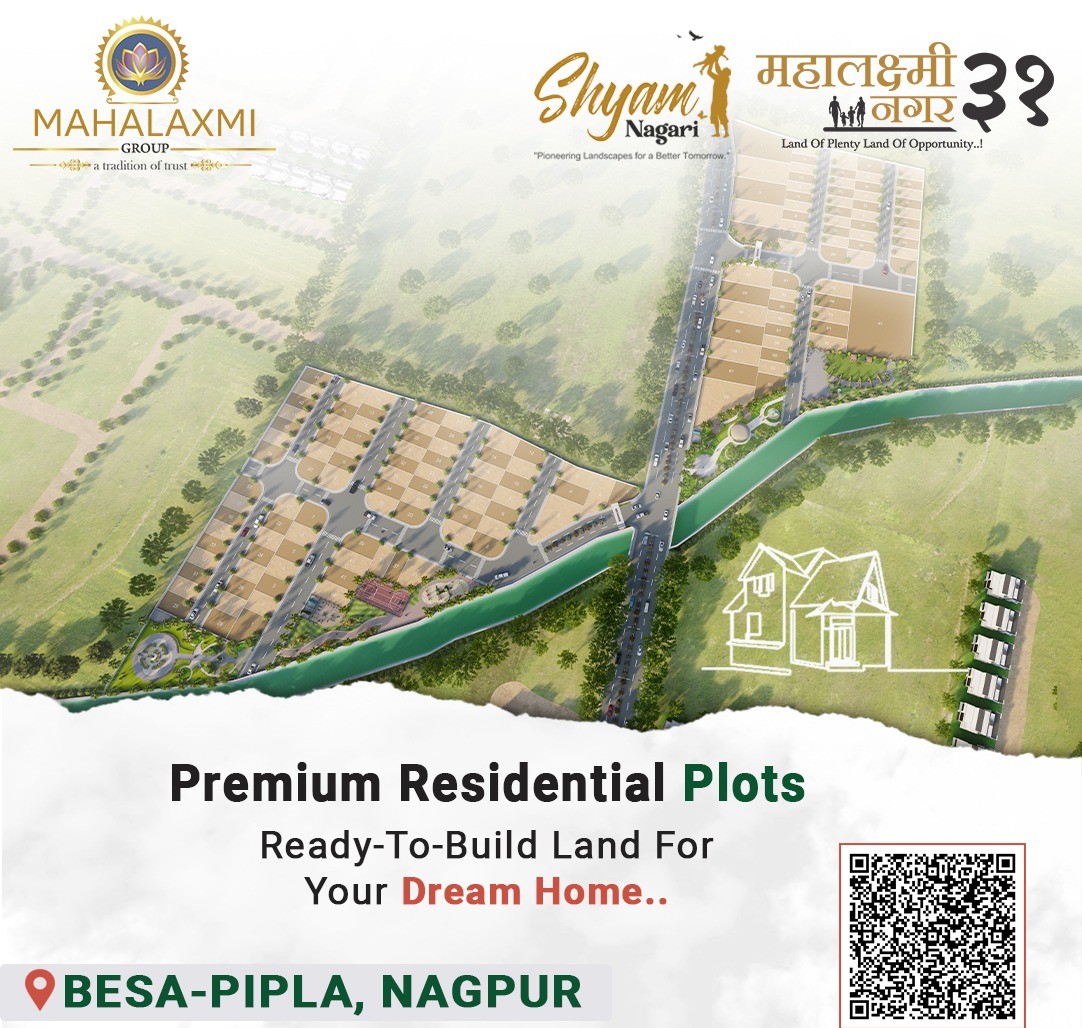 MAHALAXMI
GROUP
a tradition of trust
Shyam
Nagari
"Pioneering Landscapes for a Better Tomorrow."
महालक्ष्मी
नगर ३१
Land Of Plenty Land Of Opportunity..!
Premium Residential Plots
Ready-To-Build Land For
Your Dream Home..
BESA-PIPLA, NAGPUR